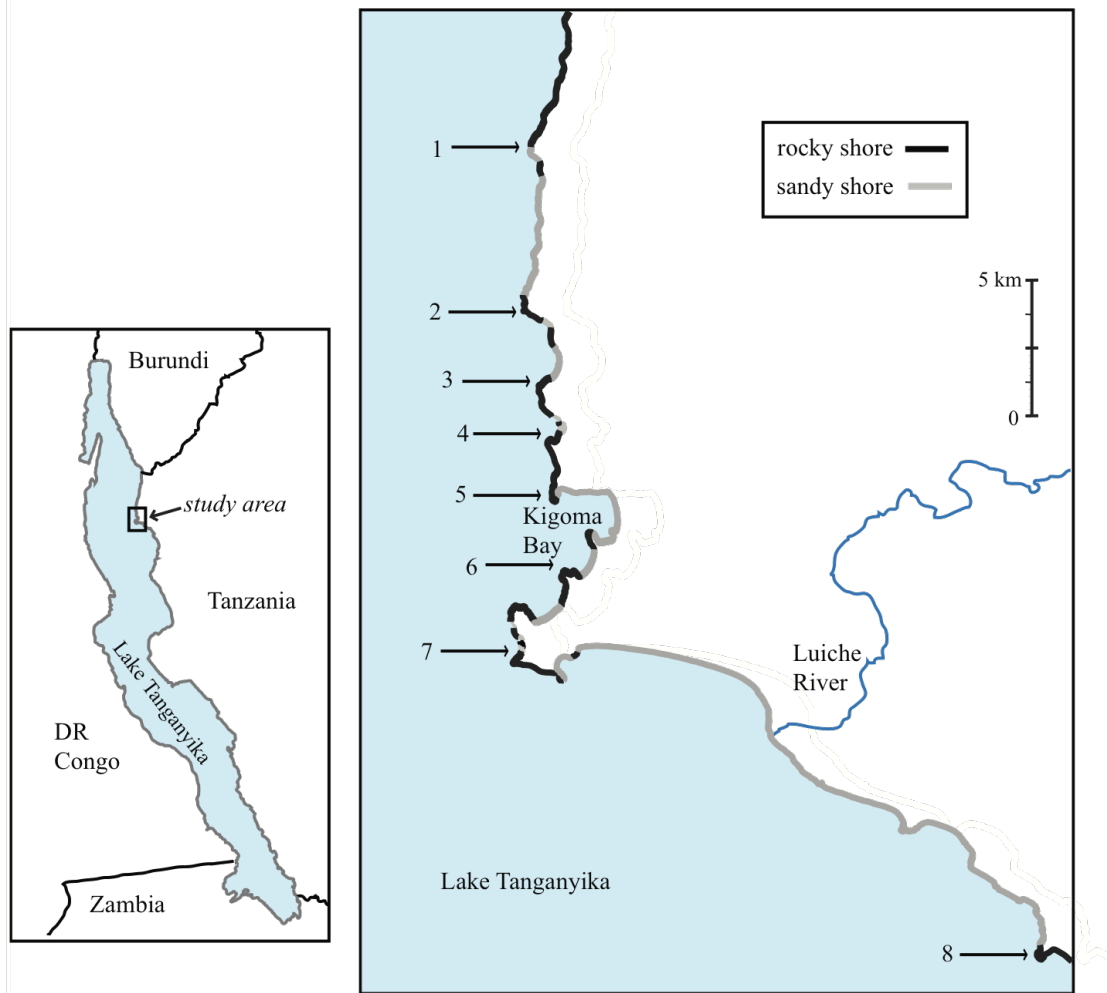 Burundi
study area
Tanzania
Lake Tanganyika
DR
Congo
Zambia
rocky shore
sandy shore
5 km
0
1
2
3
4
5
Kigoma
Bay
6
7
Luiche
River
Lake Tanganyika
8